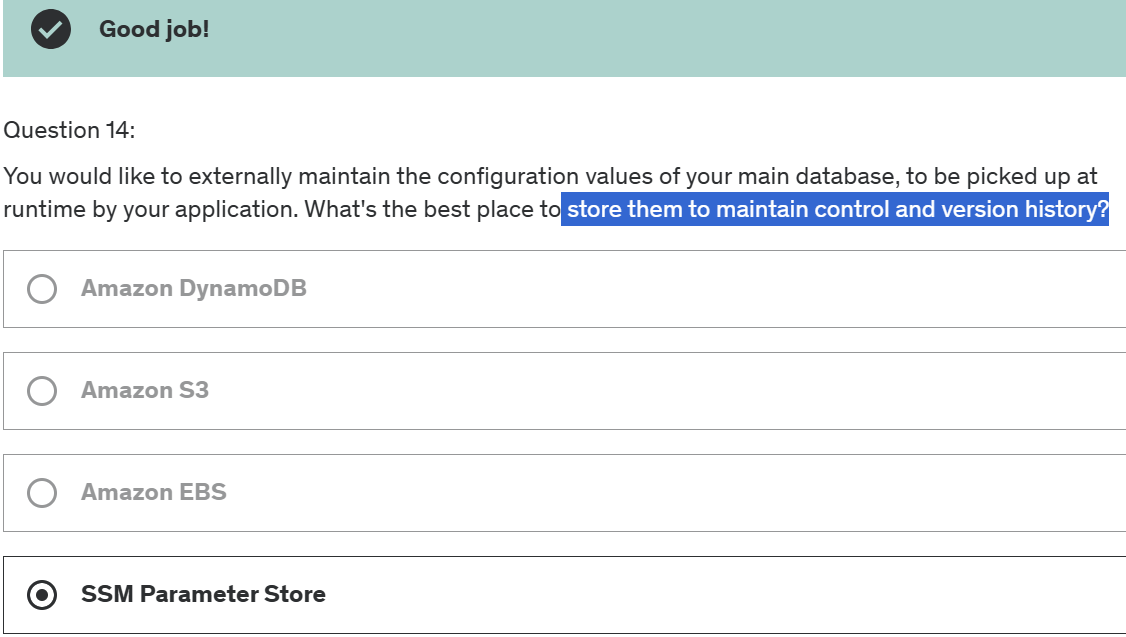 Good job!
Question 14:
You would like to externally maintain the configuration values of your main database, to be picked up at
runtime by your application. What's the best place to store them to maintain control and version history?
Amazon DynamoDB
Amazon S3
Amazon EBS
SSM Parameter Store